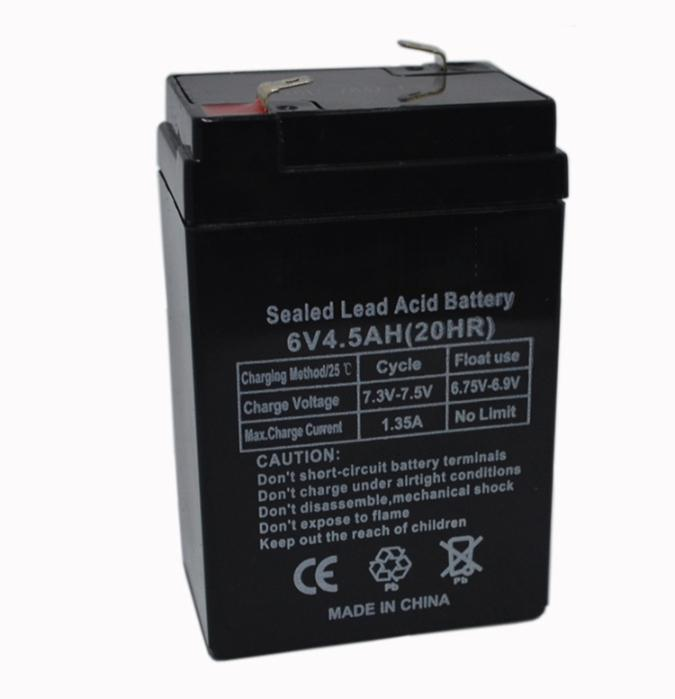 Sealed Lead Acid Battery
6V4.5AH(20HR)
Charging Method/25℃ Cycle Float use
Charge Voltage 7.3V-7.5V 6.75V-6.9V
Max.Charge Current 1.35A No Limit
CAUTION:
Don't short-circuit battery terminals
Don't charge under airtight conditions
Don't disassemble,mechanical shock
Don't expose to flame
Keep out the reach of children
CE
Pb Pb
MADE IN CHINA